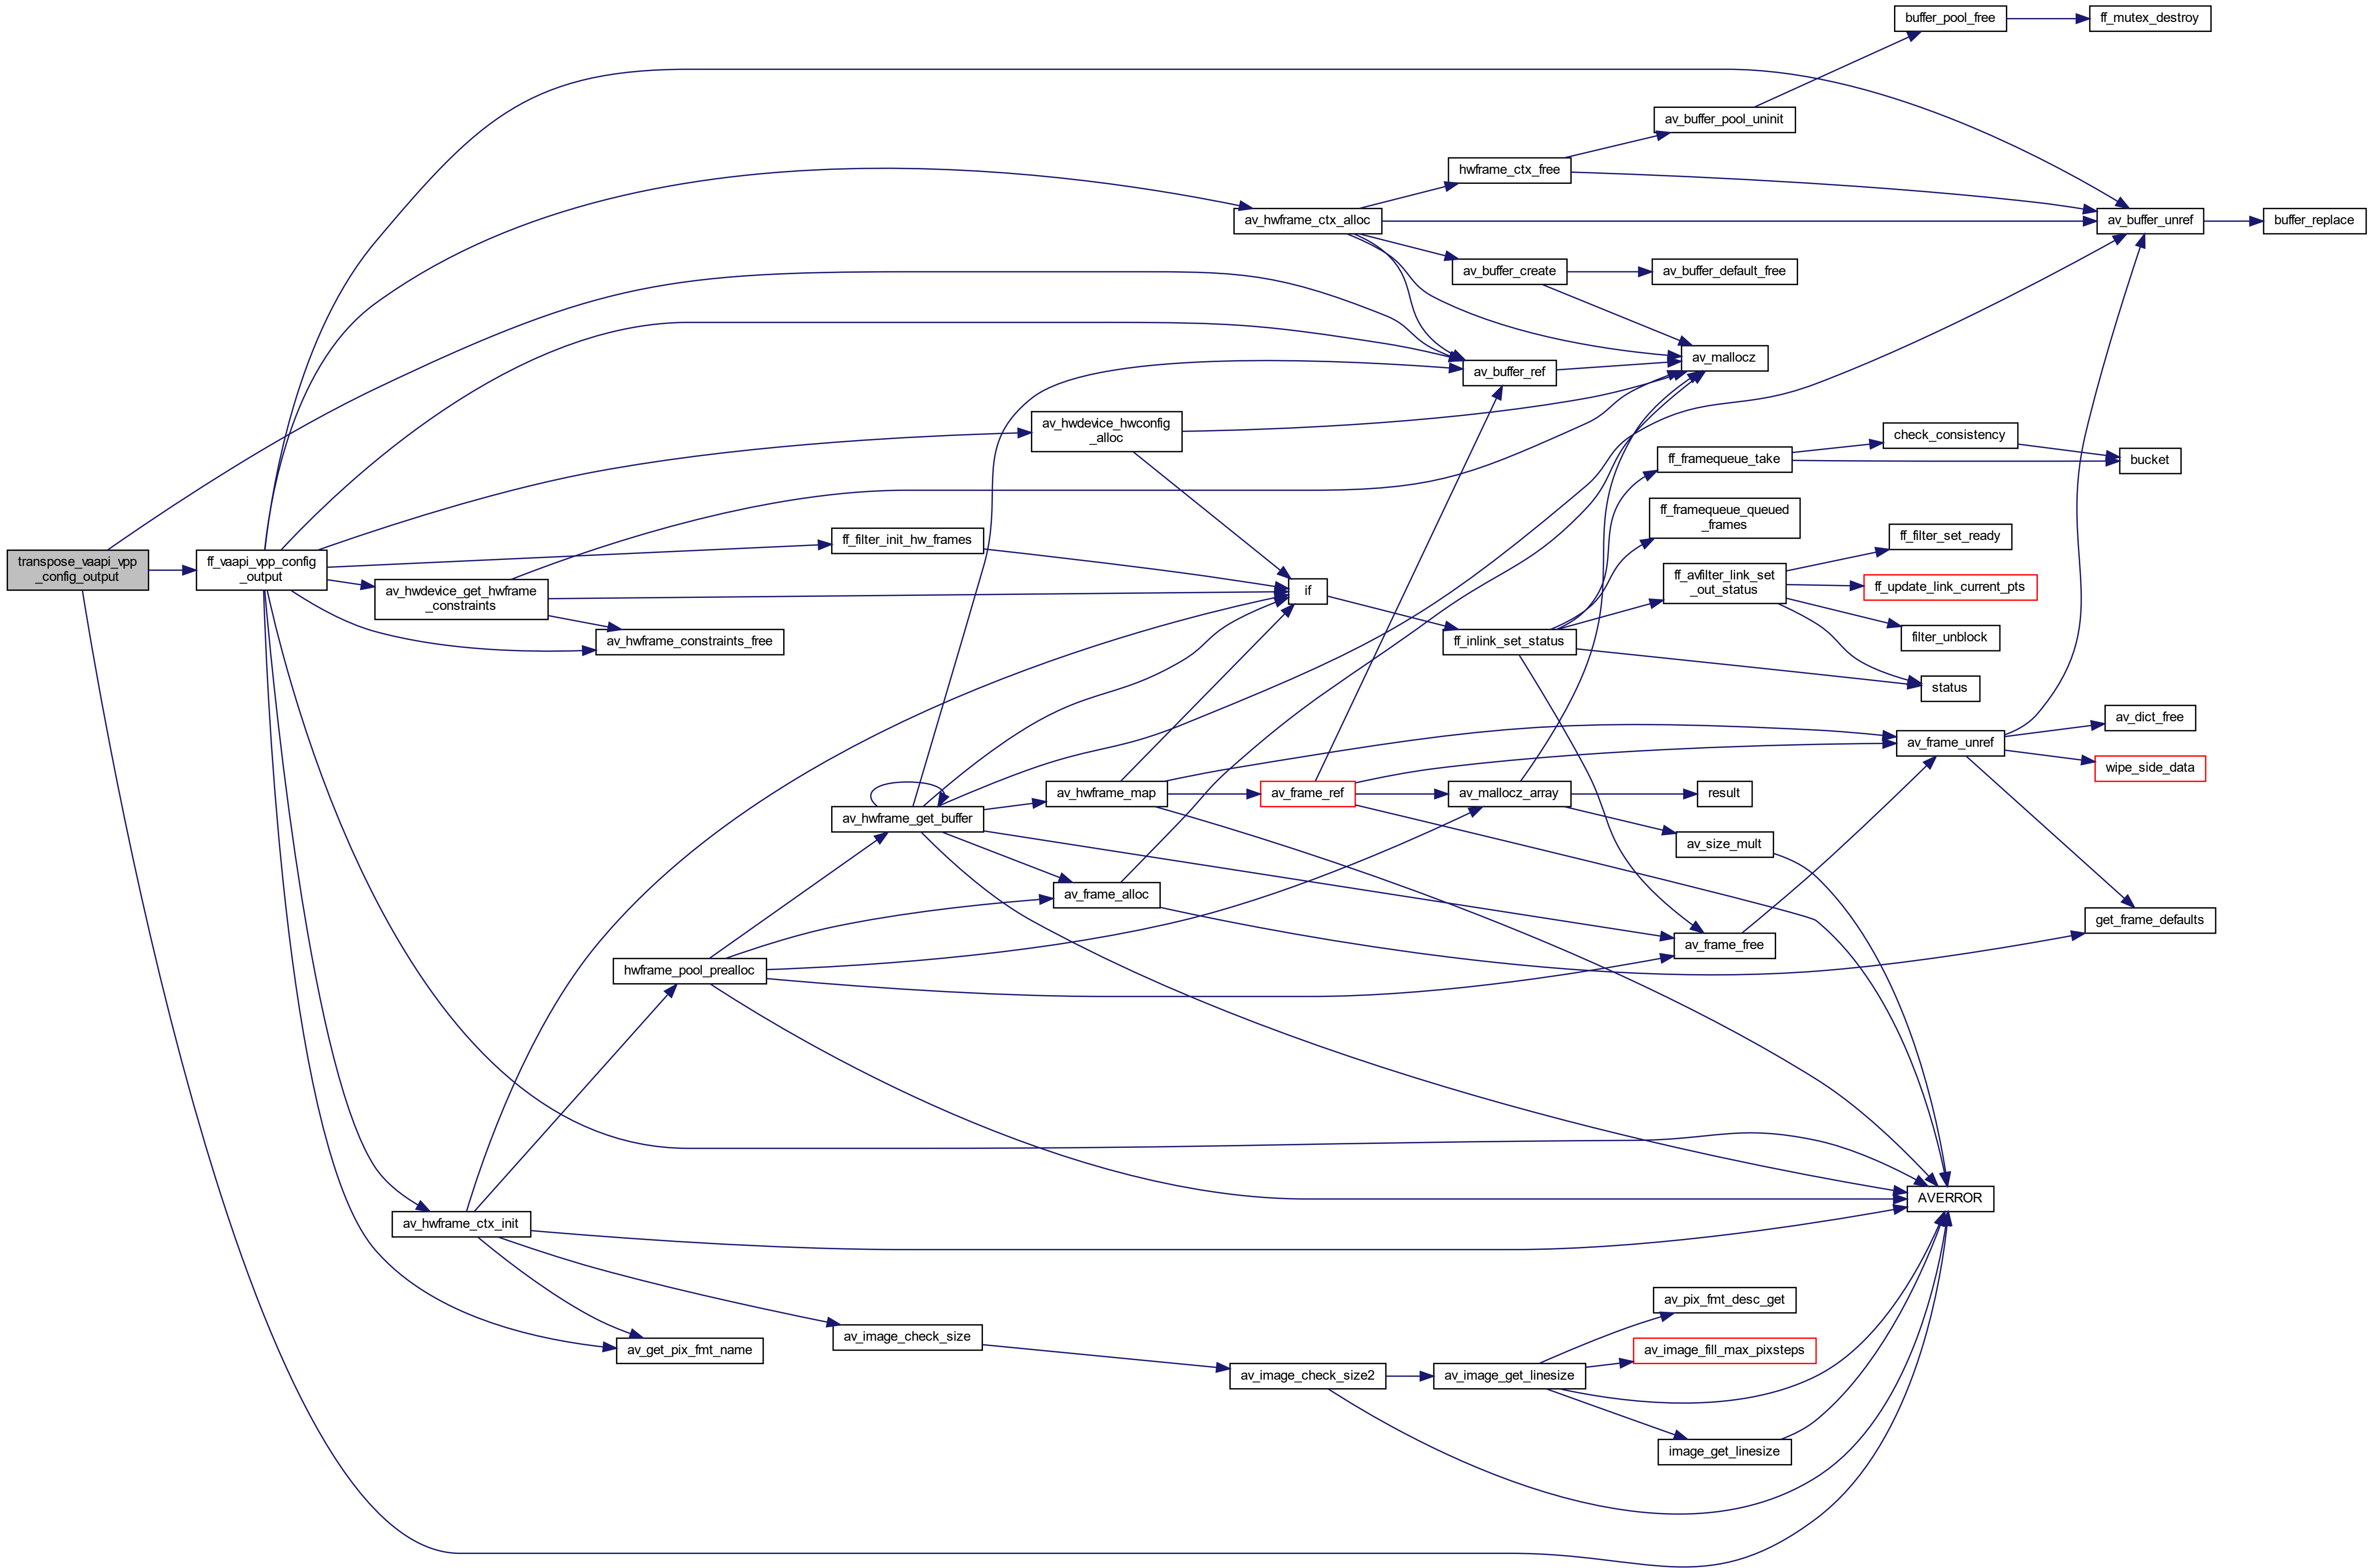 buffer_pool_free
ff_mutex_destroy
av_buffer_pool_uninit
hwframe_ctx_free
av_hwframe_ctx_alloc
av_buffer_unref
buffer_replace
av_buffer_create
av_buffer_default_free
av_mallocz
av_buffer_ref
av_hwdevice_hwconfig
_alloc
check_consistency
ff_framequeue_take
bucket
ff_framequeue_queued
_frames
ff_filter_init_hw_frames
ff_filter_set_ready
transpose_vaapi_vpp
_config_output
ff_vaapi_vpp_config
_output
av_hwdevice_get_hwframe
_constraints
if
ff_avfilter_link_set
_out_status
ff_update_link_current_pts
av_hwframe_constraints_free
ff_inlink_set_status
filter_unblock
status
av_dict_free
av_frame_unref
wipe_side_data
av_hwframe_get_buffer
av_hwframe_map
av_frame_ref
av_mallocz_array
result
av_size_mult
av_frame_alloc
get_frame_defaults
av_frame_free
hwframe_pool_prealloc
AVERROR
av_hwframe_ctx_init
av_pix_fmt_desc_get
av_image_check_size
av_get_pix_fmt_name
av_image_fill_max_pixsteps
av_image_check_size2
av_image_get_linesize
image_get_linesize